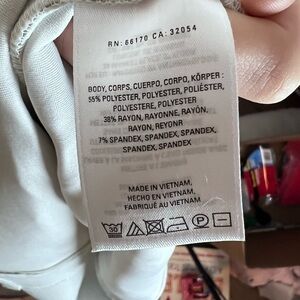 RN: 66170 CA: 32054
BODY, CORPS, CUERPO, CORPO, KÖRPER :
55% POLYESTER, POLYESTER, POLIÉSTER,
POLYESTERE, POLYESTER
38% RAYON, RAYONNE, RAYÓN,
RAYON, REYONR
7% SPANDEX, SPANDEX, SPANDEX,
SPANDEX, SPANDEX
MADE IN VIETNAM,
HECHO EN VIETNAM,
FABRIQUÉ AU VIETNAM
30
P